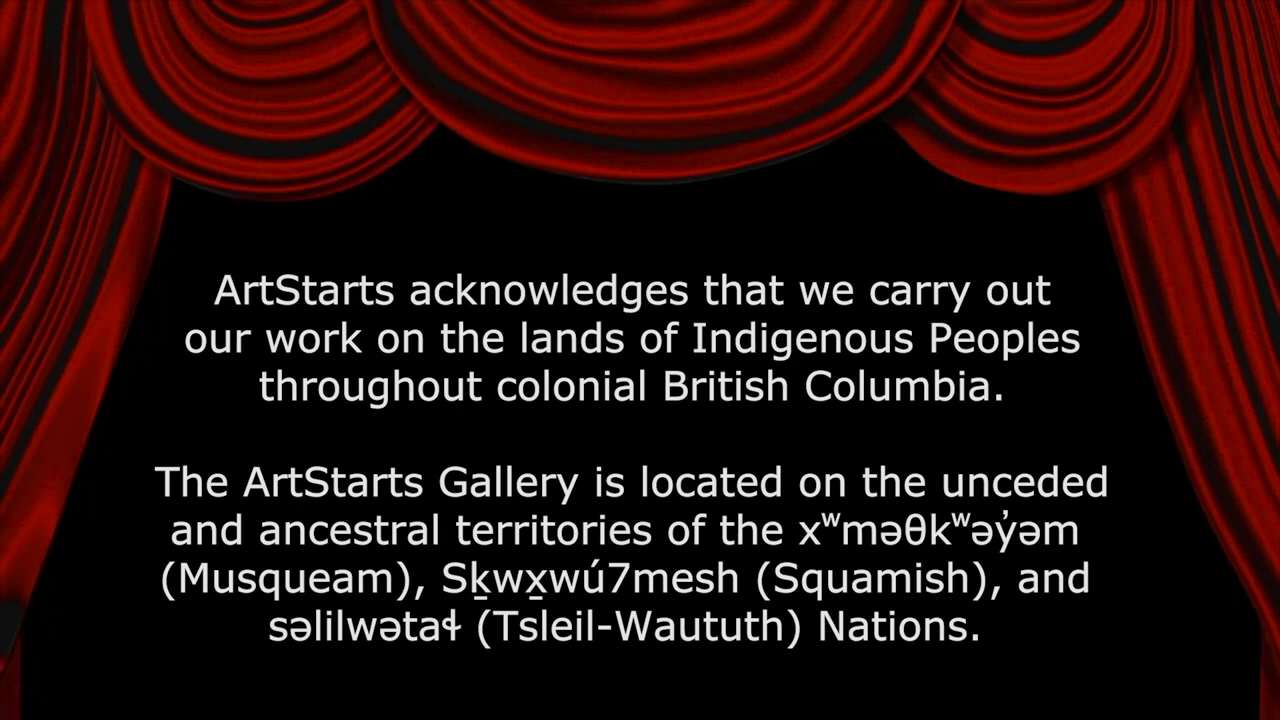 ArtStarts acknowledges that we carry out
our work on the lands of Indigenous Peoples
throughout colonial British Columbia.
The ArtStarts Gallery is located on the unceded
and ancestral territories of the xʷməθkʷəy̓əm
(Musqueam), Sḵwx̱wú7mesh (Squamish), and
səlilwətaɬ (Tsleil-Waututh) Nations.